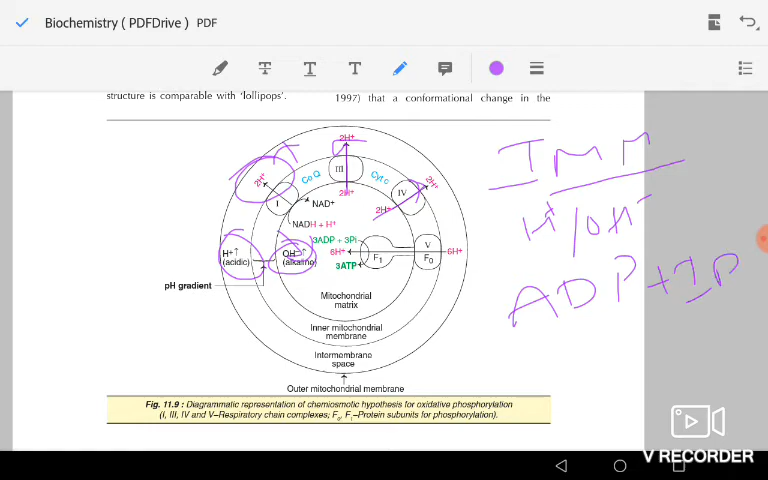 Biochemistry ( PDFDrive ) PDF
structure is comparable with 'lollipops'.
1997) that a conformational change in the
2H⁺
III
2H⁺
2H⁺
CoQ
Cyt c
2H⁺
I
IV
2H⁺
NAD⁺
NADH + H⁺
H⁺↑
(acidic)
OH⁻↑
(alkaline)
3ADP + 3Pi
6H⁺
3ATP
F₁
V
F₀
6H⁺
pH gradient
Mitochondrial
matrix
Inner mitochondrial
membrane
Intermembrane
space
Outer mitochondrial membrane
Fig. 11.9 : Diagrammatic representation of chemiosmotic hypothesis for oxidative phosphorylation
(I, III, IV and V–Respiratory chain complexes; F₀, F₁–Protein subunits for phosphorylation).
IMM
H⁺/OH⁻
ADP+IP
V RECORDER